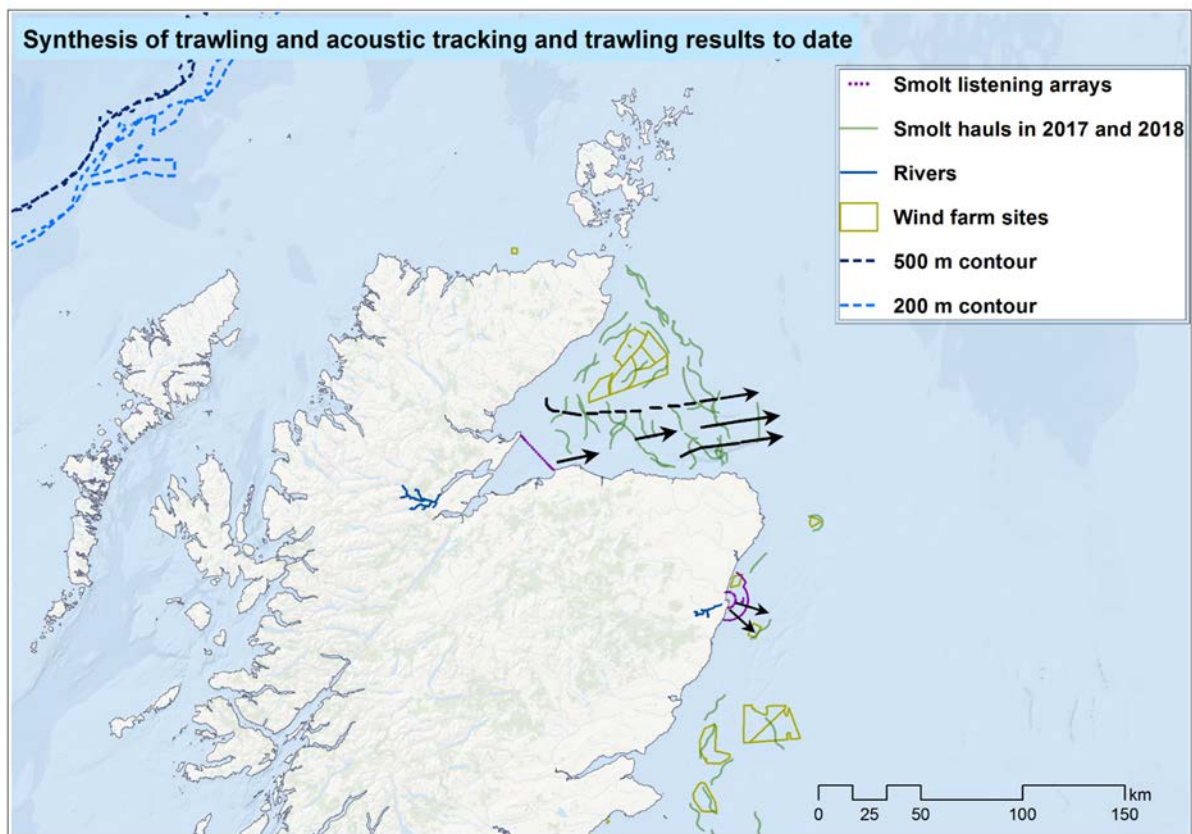 Synthesis of trawling and acoustic tracking and trawling results to date
Smolt listening arrays
Smolt hauls in 2017 and 2018
Rivers
Wind farm sites
500 m contour
200 m contour
km
0 25 50 100 150